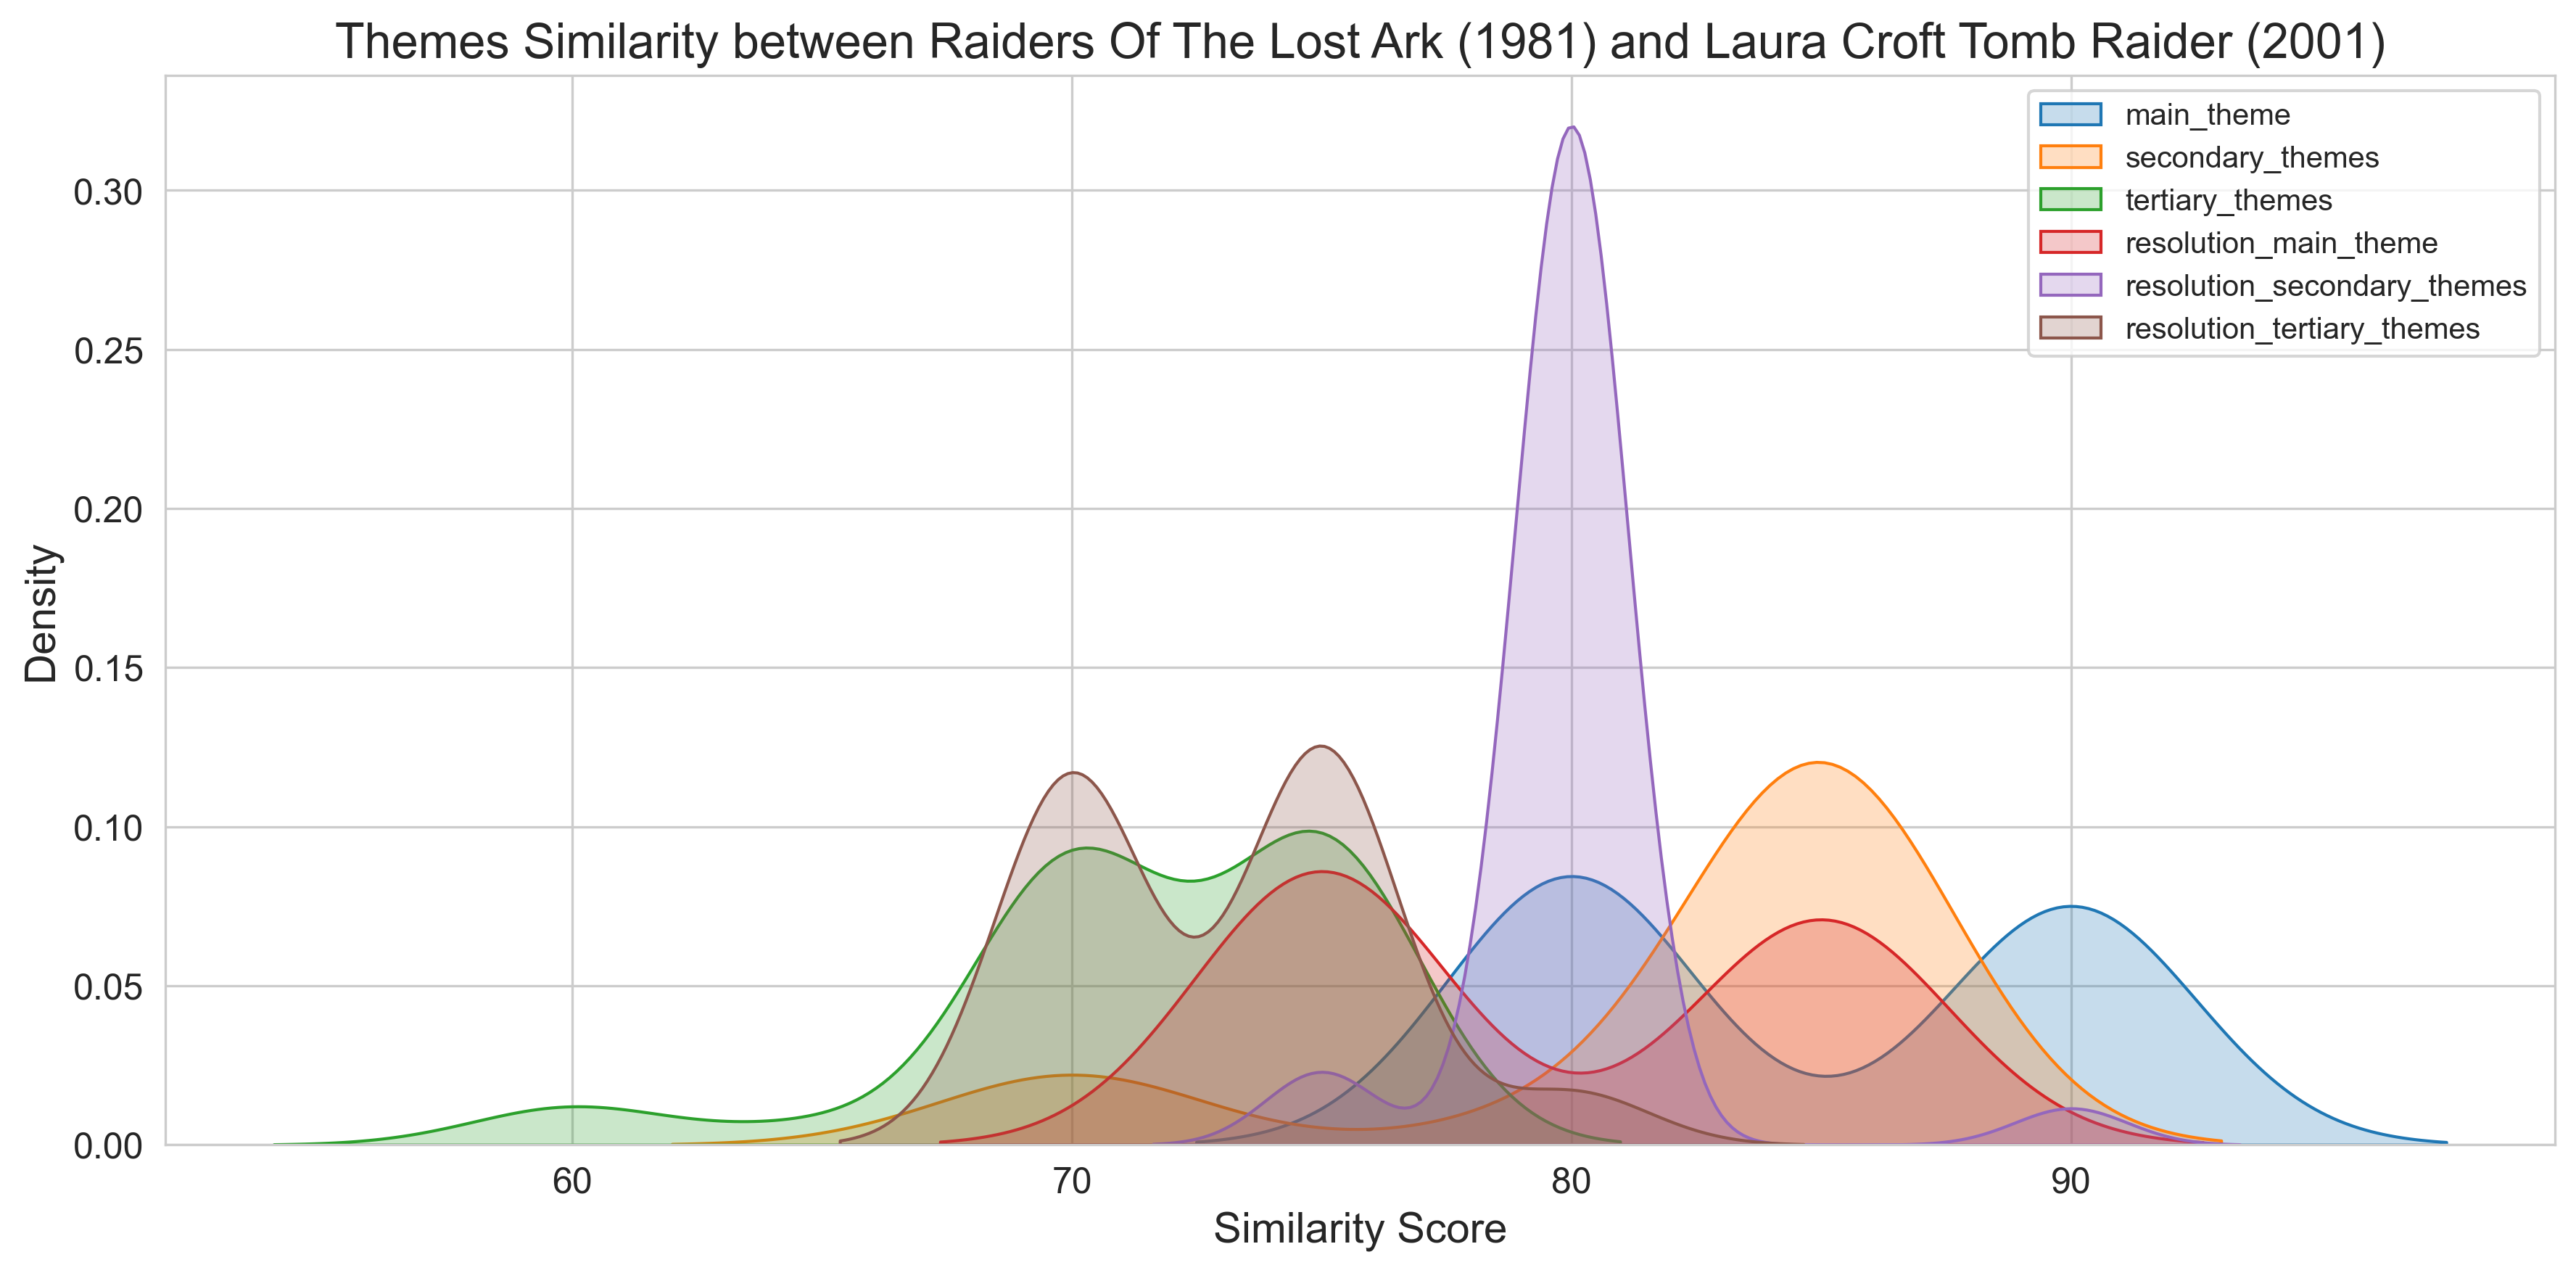 Themes Similarity between Raiders Of The Lost Ark (1981) and Laura Croft Tomb Raider (2001)
main_theme
secondary_themes
tertiary_themes
resolution_main_theme
resolution_secondary_themes
resolution_tertiary_themes
0.30
0.25
0.20
0.15
0.10
0.05
0.00
Density
60
70
80
90
Similarity Score